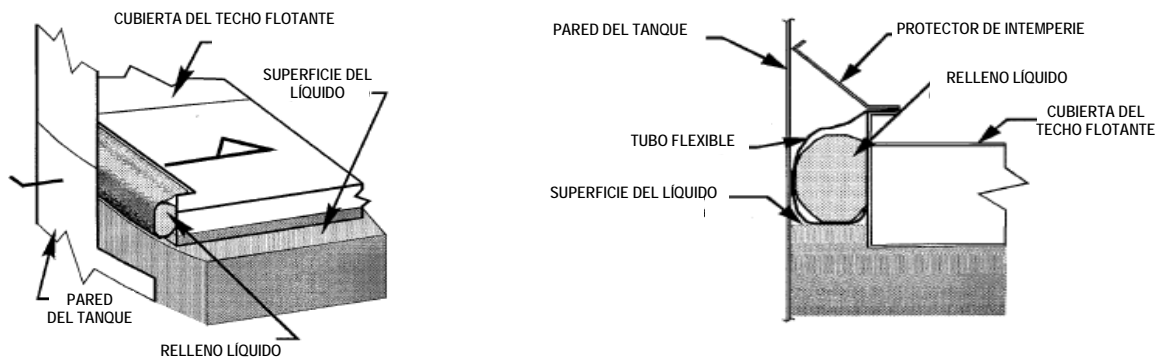 CUBIERTA DEL TECHO FLOTANTE
SUPERFICIE DEL
LÍQUIDO
PARED
DEL TANQUE
RELLENO LÍQUIDO
PARED DEL TANQUE
PROTECTOR DE INTEMPERIE
RELLENO LÍQUIDO
CUBIERTA DEL
TECHO FLOTANTE
TUBO FLEXIBLE
SUPERFICIE DEL LÍQUIDO